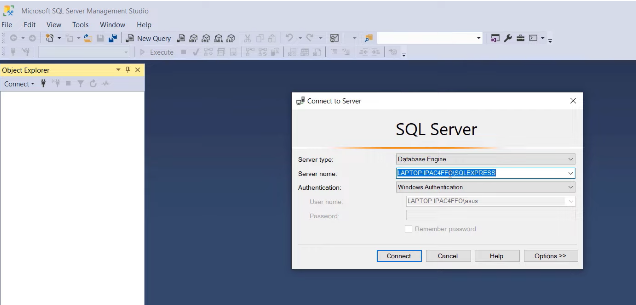 Microsoft SQL Server Management Studio
File Edit View Tools Window Help
New Query
Execute
Object Explorer
Connect
Connect to Server
SQL Server
Server type: Database Engine
Server name: LAPTOP-IPAC4FFO\SQLEXPRESS
Authentication: Windows Authentication
User name: LAPTOP-IPAC4FFO\asus
Password:
Remember password
Connect Cancel Help Options >>